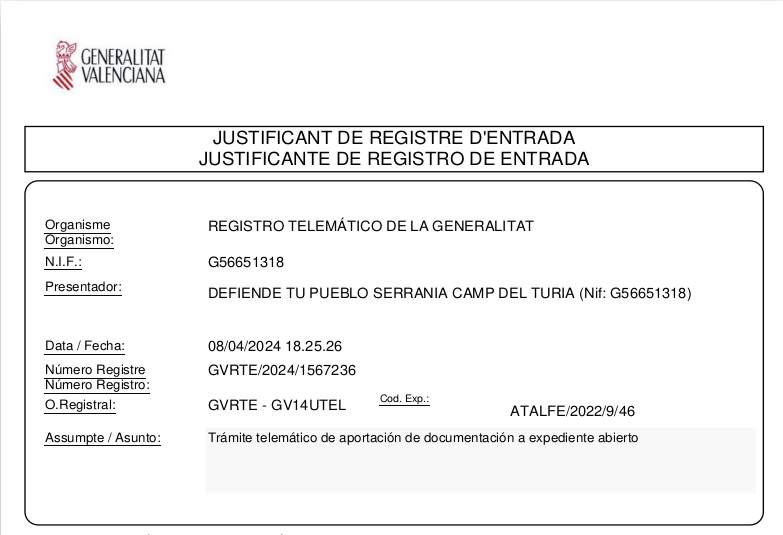 GENERALITAT
VALENCIANA
JUSTIFICANT DE REGISTRE D'ENTRADA
JUSTIFICANTE DE REGISTRO DE ENTRADA
Organisme
Organismo:
REGISTRO TELEMÁTICO DE LA GENERALITAT
N.I.F.:
G56651318
Presentador:
DEFIENDE TU PUEBLO SERRANIA CAMP DEL TURIA (Nif: G56651318)
Data / Fecha:
08/04/2024 18.25.26
Número Registre
Número Registro:
GVRTE/2024/1567236
O.Registral:
GVRTE - GV14UTEL
Cod. Exp.:
ATALFE/2022/9/46
Assumpte / Asunto:
Trámite telemático de aportación de documentación a expediente abierto